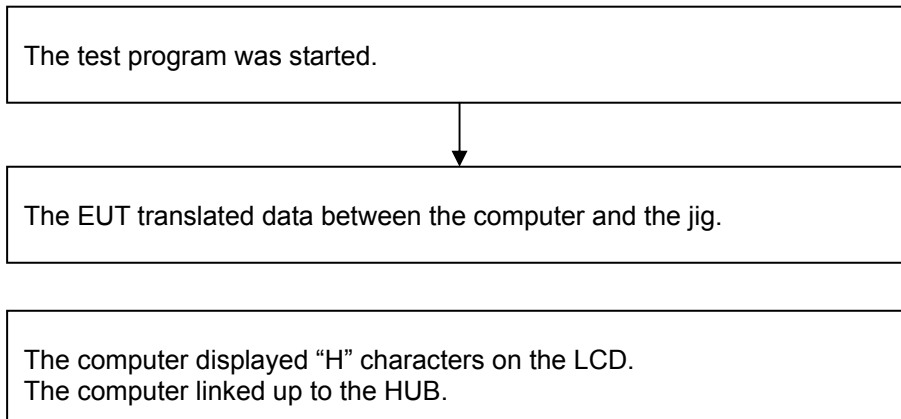 The test program was started.
The EUT translated data between the computer and the jig.
The computer displayed “H” characters on the LCD.
The computer linked up to the HUB.